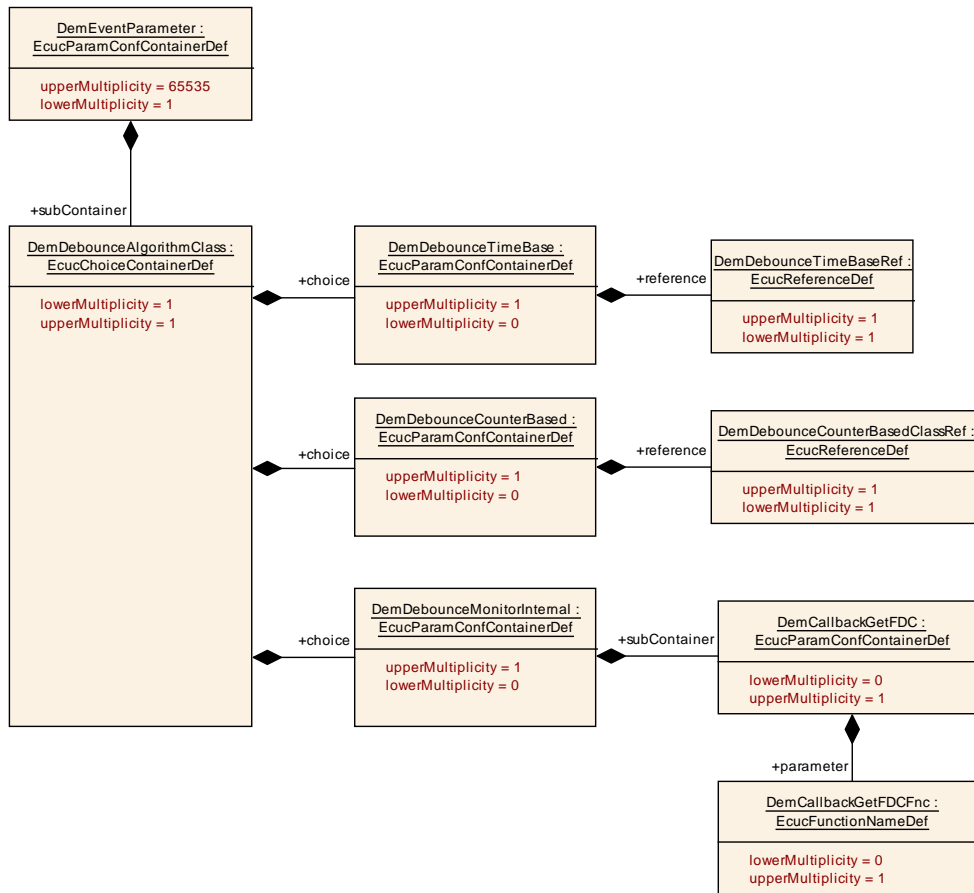 DemEventParameter :
EcucParamConfContainerDef
upperMultiplicity = 65535
lowerMultiplicity = 1
+subContainer
DemDebounceAlgorithmClass :
EcucChoiceContainerDef
lowerMultiplicity = 1
upperMultiplicity = 1
+choice
DemDebounceTimeBase :
EcucParamConfContainerDef
upperMultiplicity = 1
lowerMultiplicity = 0
+reference
DemDebounceTimeBaseRef :
EcucReferenceDef
upperMultiplicity = 1
lowerMultiplicity = 1
+choice
DemDebounceCounterBased :
EcucParamConfContainerDef
upperMultiplicity = 1
lowerMultiplicity = 0
+reference
DemDebounceCounterBasedClassRef :
EcucReferenceDef
upperMultiplicity = 1
lowerMultiplicity = 1
+choice
DemDebounceMonitorInternal :
EcucParamConfContainerDef
upperMultiplicity = 1
lowerMultiplicity = 0
+subContainer
DemCallbackGetFDC :
EcucParamConfContainerDef
lowerMultiplicity = 0
upperMultiplicity = 1
+parameter
DemCallbackGetFDCFnc :
EcucFunctionNameDef
lowerMultiplicity = 0
upperMultiplicity = 1